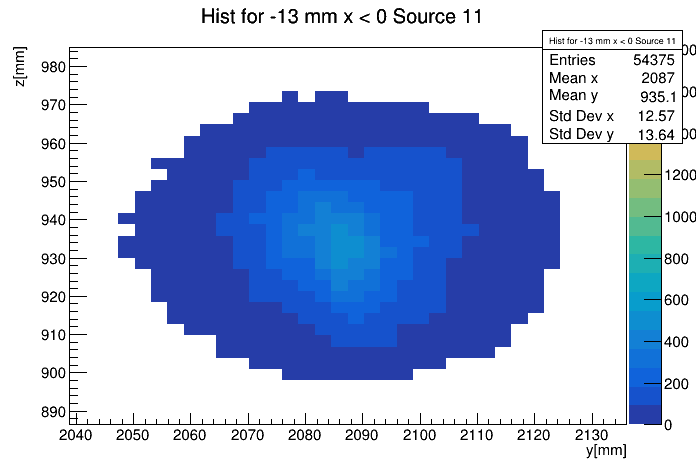 Hist for -13 mm x < 0 Source 11
z[mm]
Hist for -13 mm x < 0 Source 11
Entries 54375
Mean x 2087
Mean y 935.1
Std Dev x 12.57
Std Dev y 13.64
980
970
960
950
940
930
920
910
900
890
2040 2050 2060 2070 2080 2090 2100 2110 2120 2130
y[mm]
1200
1000
800
600
400
200
0